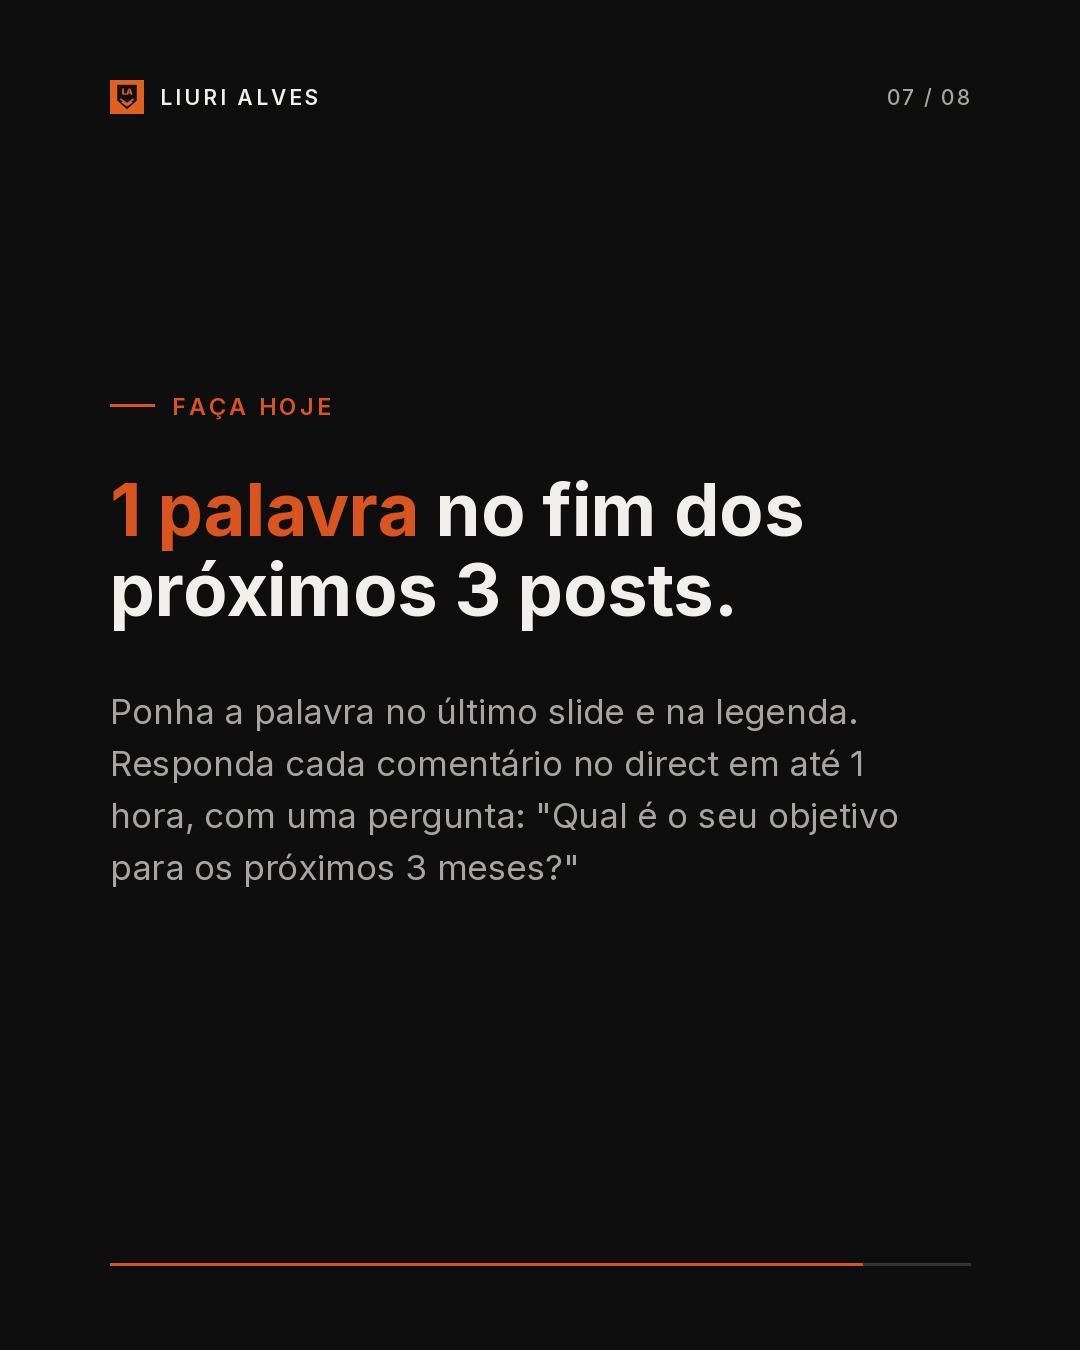 LA
LIURI ALVES
07 / 08
FAÇA HOJE
1 palavra no fim dos
próximos 3 posts.
Ponha a palavra no último slide e na legenda.
Responda cada comentário no direct em até 1
hora, com uma pergunta: "Qual é o seu objetivo
para os próximos 3 meses?"